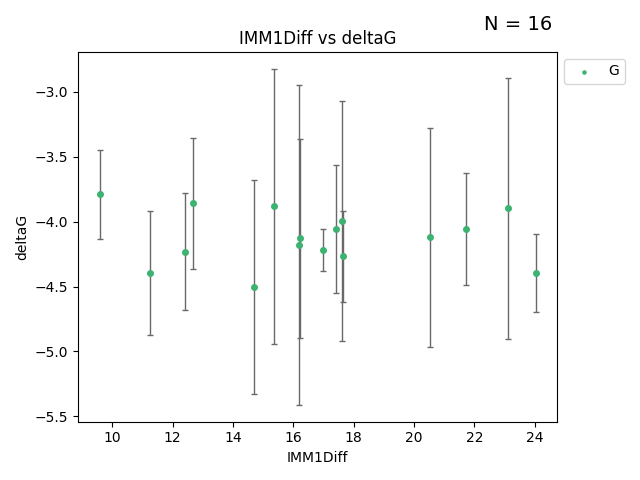 N = 16
IMM1Diff vs deltaG
G
−3.0
−3.5
−4.0
−4.5
−5.0
−5.5
deltaG
10 12 14 16 18 20 22 24
IMM1Diff